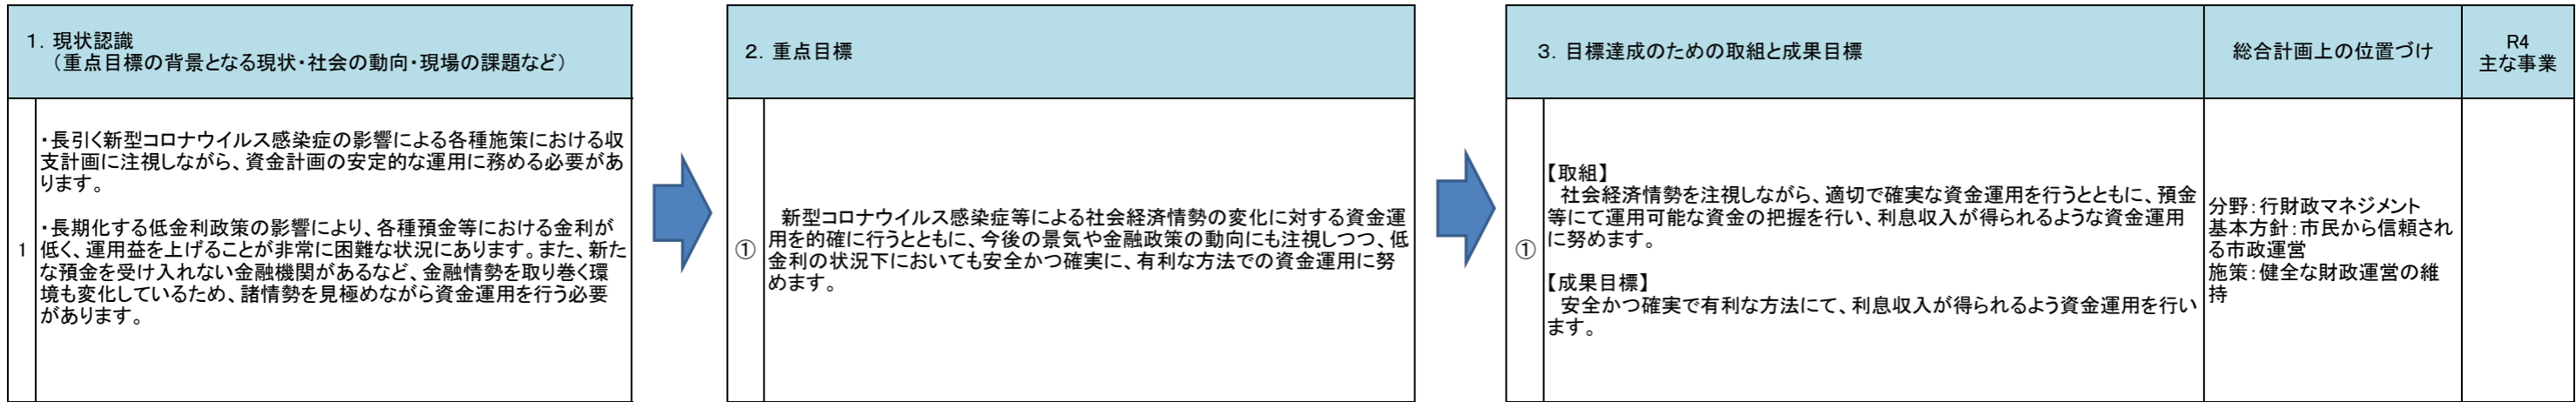 1．現状認識
（重点目標の背景となる現状・社会の動向・現場の課題など）
1
・長引く新型コロナウイルス感染症の影響による各種施策における収
支計画に注視しながら、資金計画の安定的な運用に務める必要があ
ります。
・長期化する低金利政策の影響により、各種預金等における金利が
低く、運用益を上げることが非常に困難な状況にあります。また、新た
な預金を受け入れない金融機関があるなど、金融情勢を取り巻く環
境も変化しているため、諸情勢を見極めながら資金運用を行う必要
があります。
2．重点目標
①
新型コロナウイルス感染症等による社会経済情勢の変化に対する資金運
用を的確に行うとともに、今後の景気や金融政策の動向にも注視しつつ、低
金利の状況下においても安全かつ確実に、有利な方法での資金運用に努
めます。
3．目標達成のための取組と成果目標
総合計画上の位置づけ
R4
主な事業
①
【取組】
社会経済情勢を注視しながら、適切で確実な資金運用を行うとともに、預金
等にて運用可能な資金の把握を行い、利息収入が得られるような資金運用
に努めます。
【成果目標】
安全かつ確実で有利な方法にて、利息収入が得られるよう資金運用を行い
ます。
分野：行財政マネジメント
基本方針：市民から信頼され
る市政運営
施策：健全な財政運営の維
持